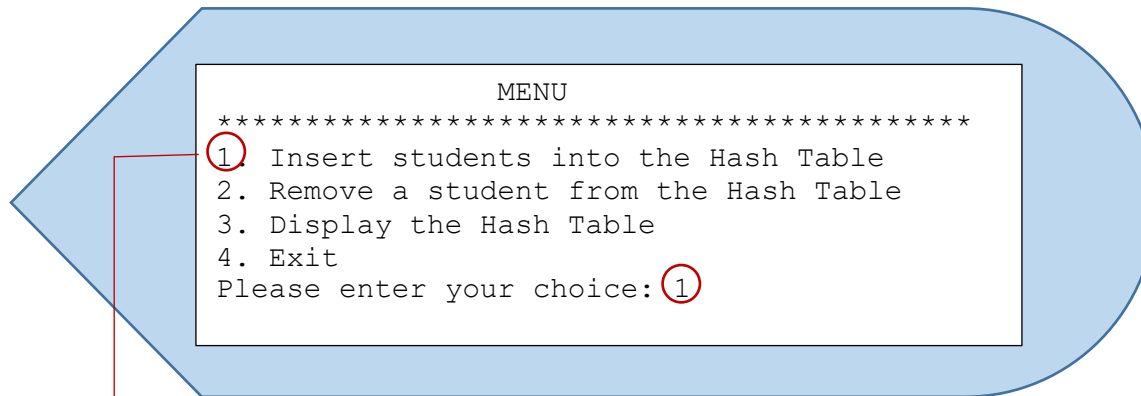 MENU
*******************************************
1. Insert students into the Hash Table
2. Remove a student from the Hash Table
3. Display the Hash Table
4. Exit
Please enter your choice: 1